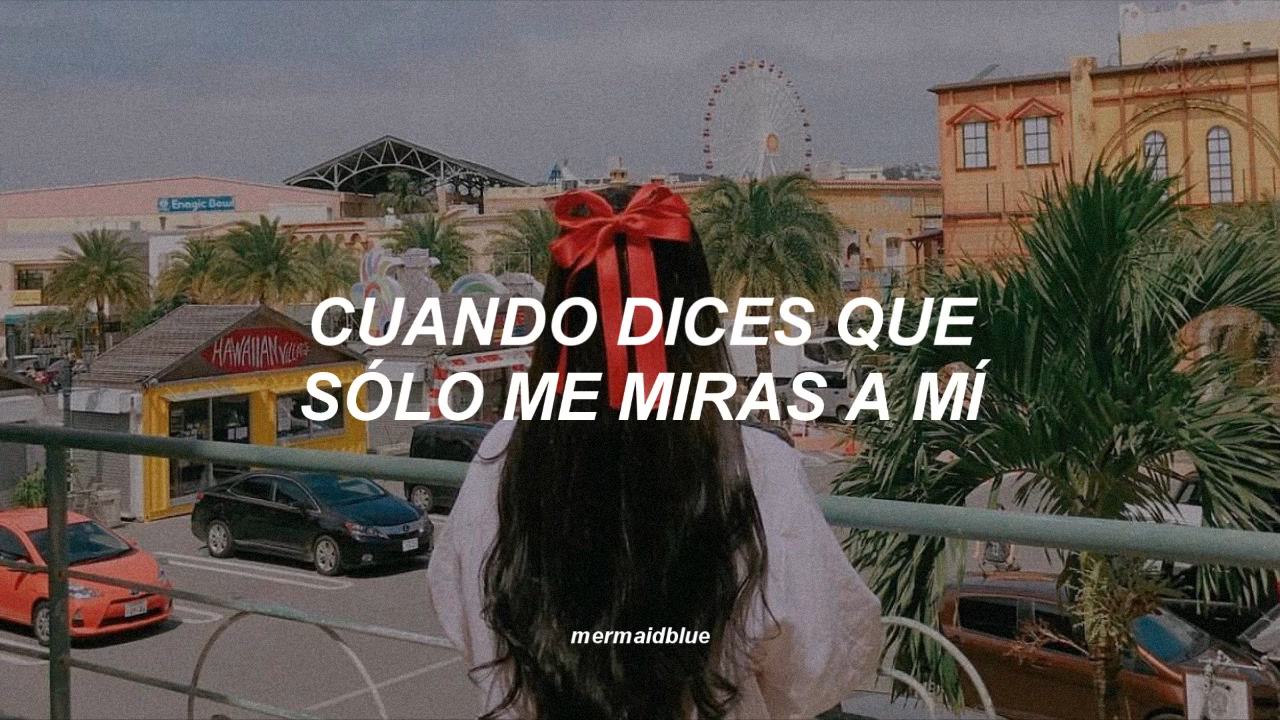 Enagic Bowl
HAWAIIAN VILLAGE
CUANDO DICES QUE
SÓLO ME MIRAS A MÍ
mermaidblue